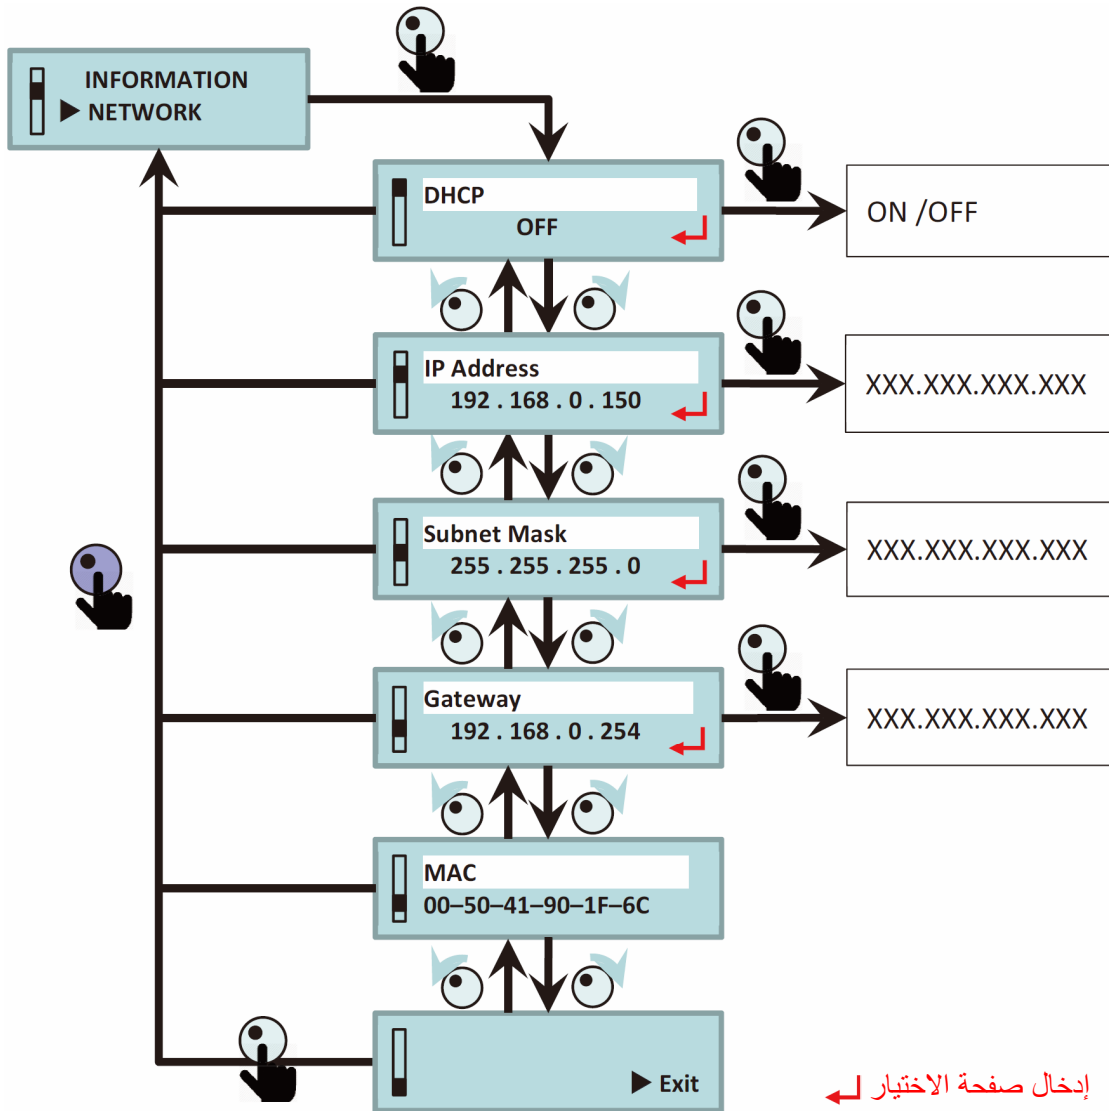 INFORMATION
NETWORK
DHCP
OFF
ON /OFF
IP Address
192 . 168 . 0 . 150
XXX.XXX.XXX.XXX
Subnet Mask
255 . 255 . 255 . 0
XXX.XXX.XXX.XXX
Gateway
192 . 168 . 0 . 254
XXX.XXX.XXX.XXX
MAC
00–50–41–90–1F–6C
Exit
إدخال صفحة الاختيار